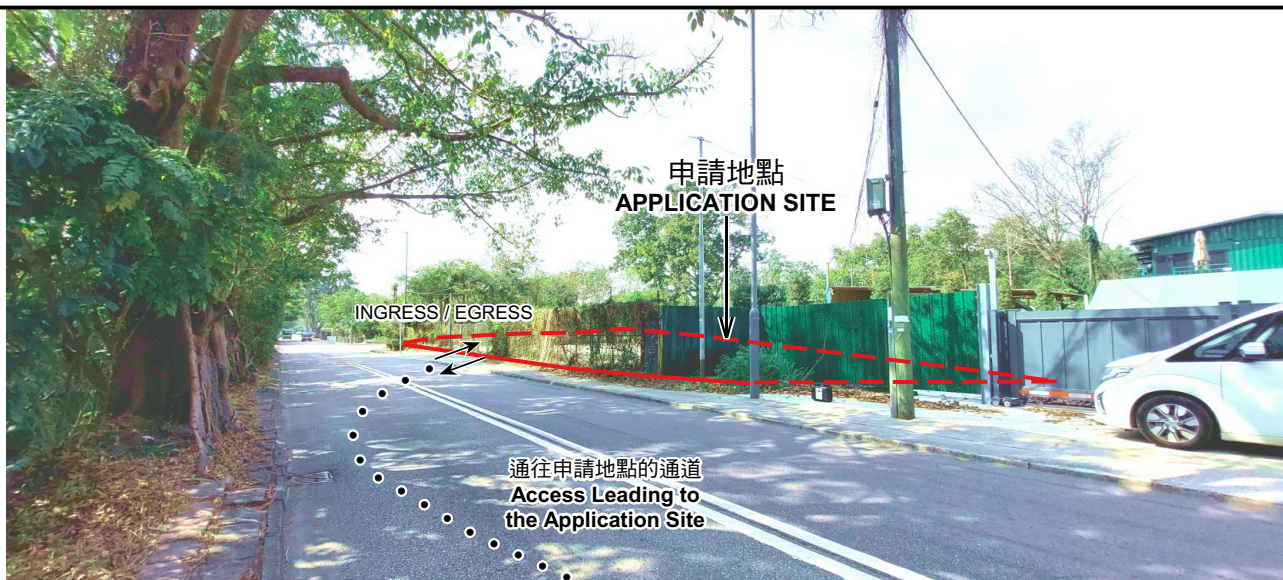 申請地點
APPLICATION SITE
INGRESS / EGRESS
通往申請地點的通道
Access Leading to
the Application Site